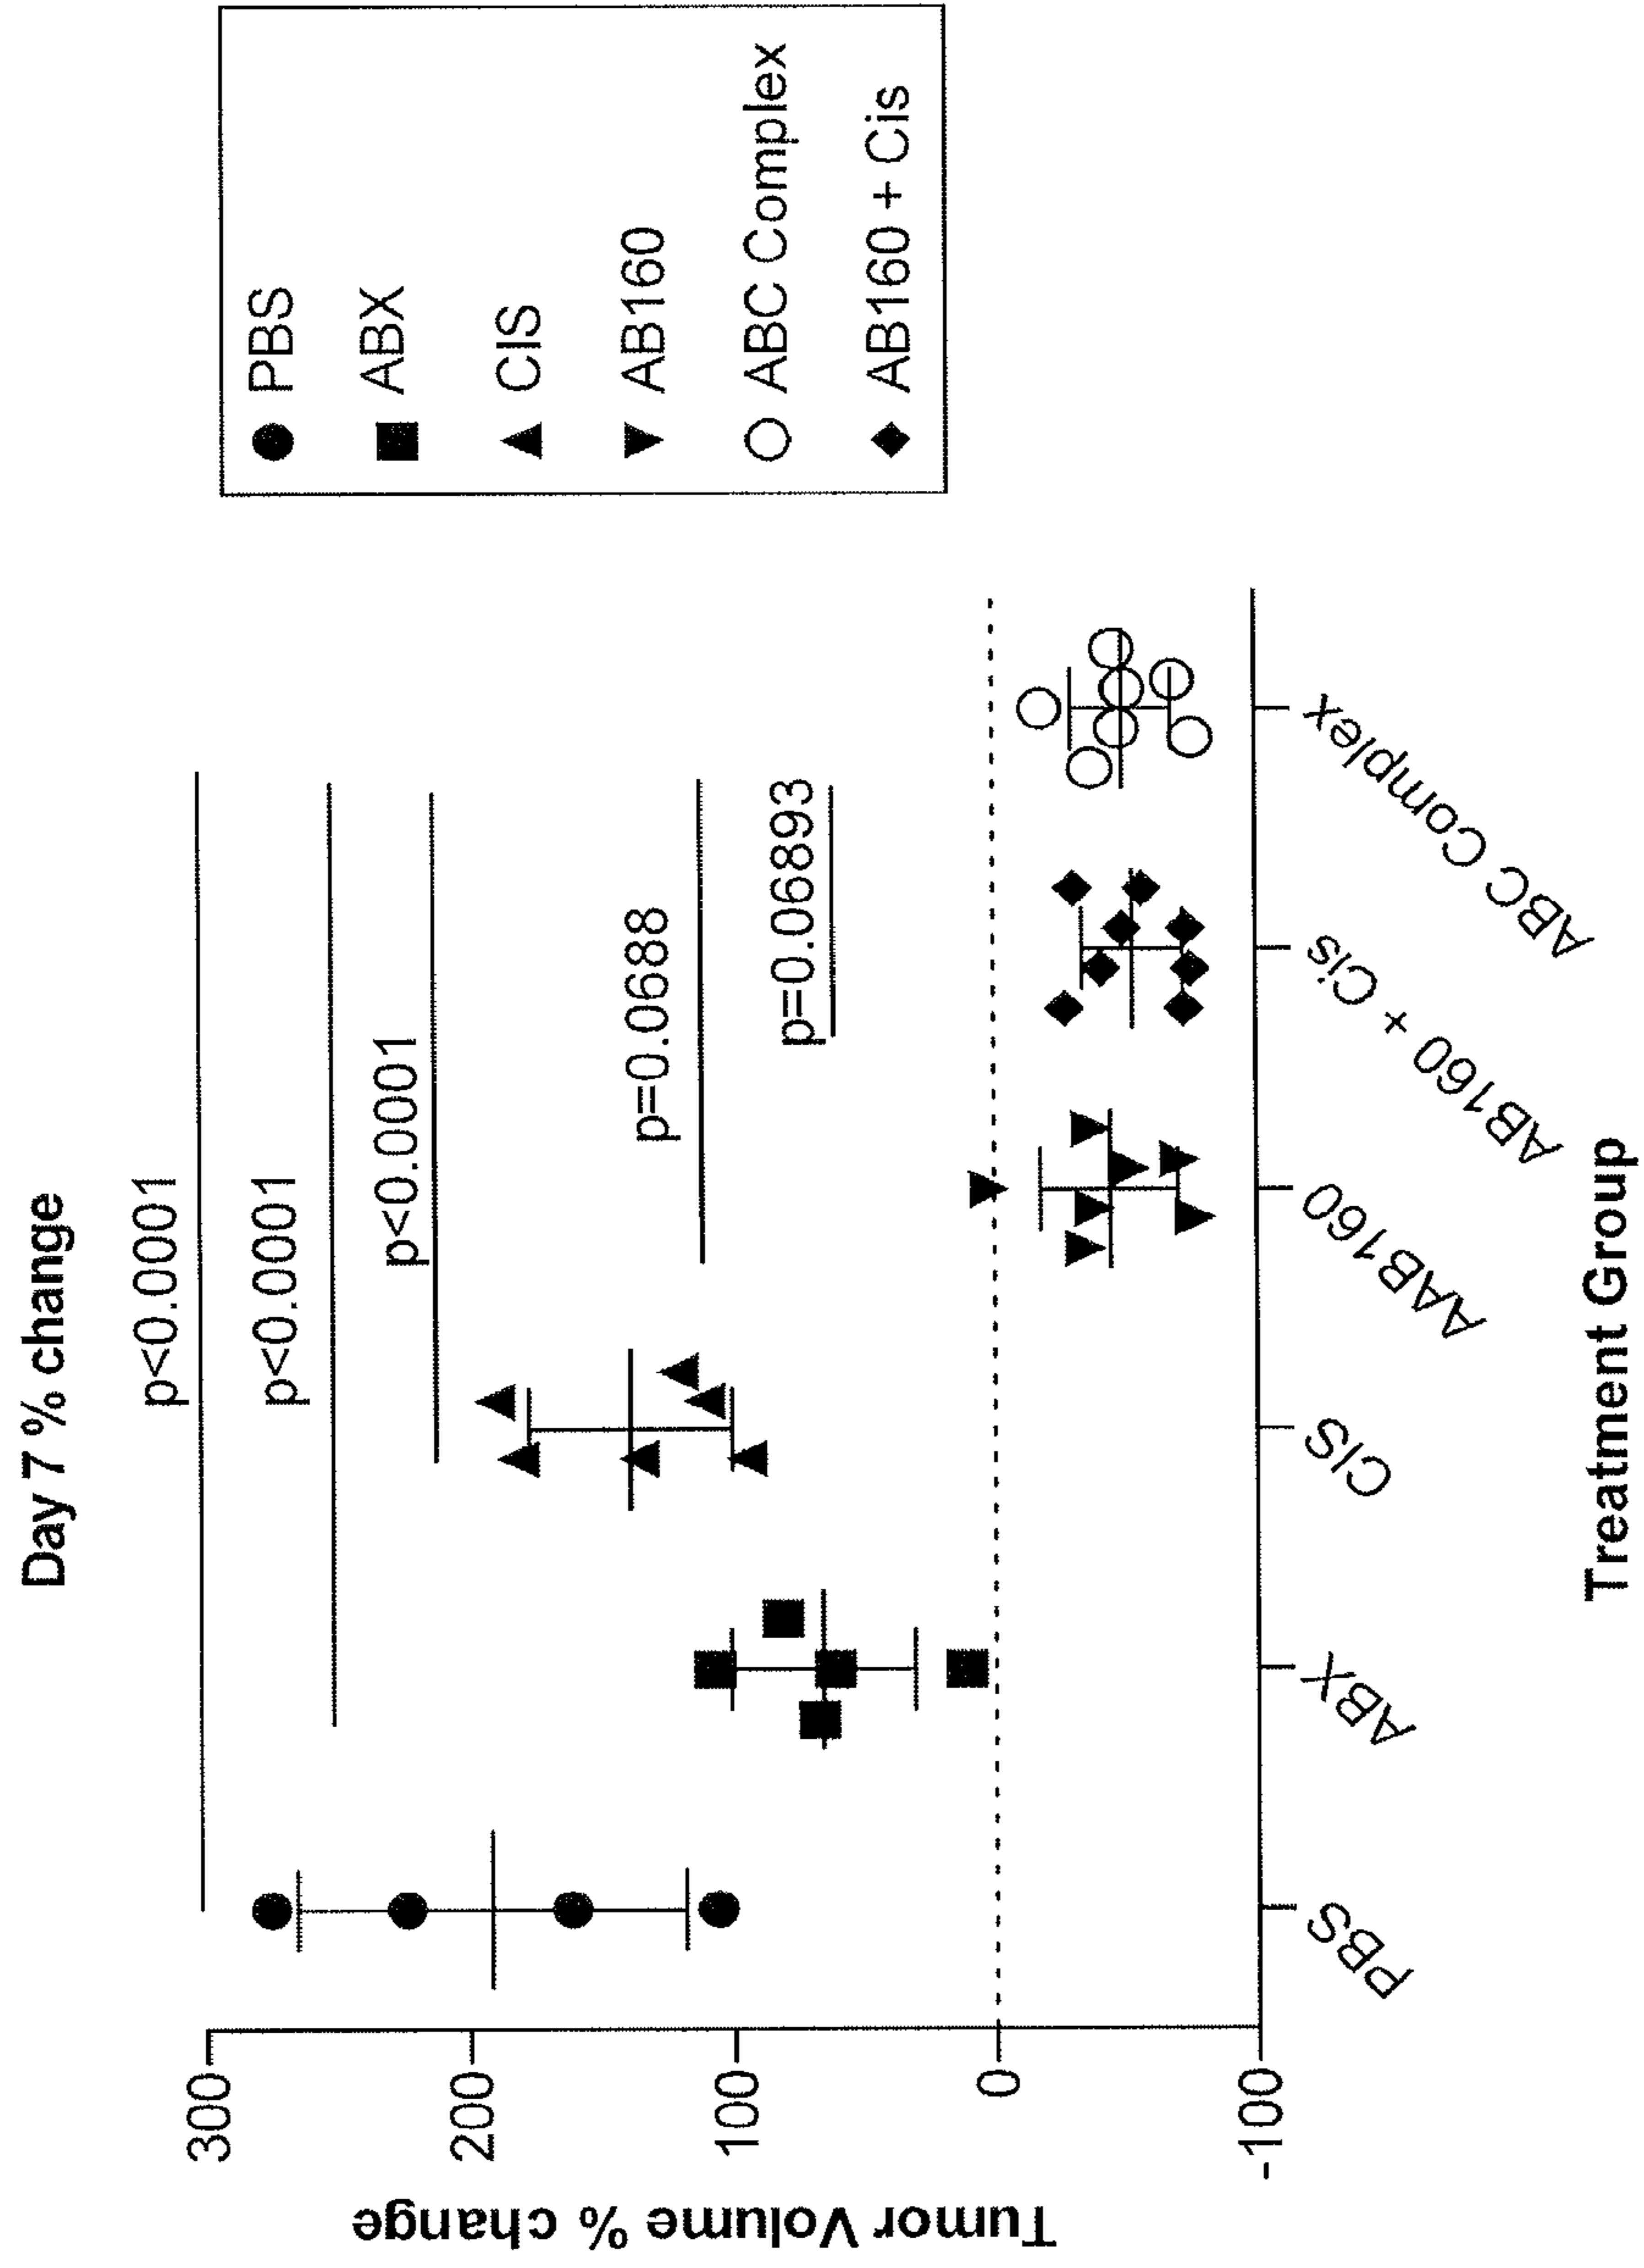 Day 7 % change
p<0.0001
p<0.0001
p<0.0001
p=0.0688
p=0.06893
Tumor Volume % change
300
200
100
0
-100
PBS
ABX
CIS
AAB160
AB160 + Cis
ABC Complex
Treatment Group
PBS
ABX
CIS
AB160
ABC Complex
AB160 + Cis